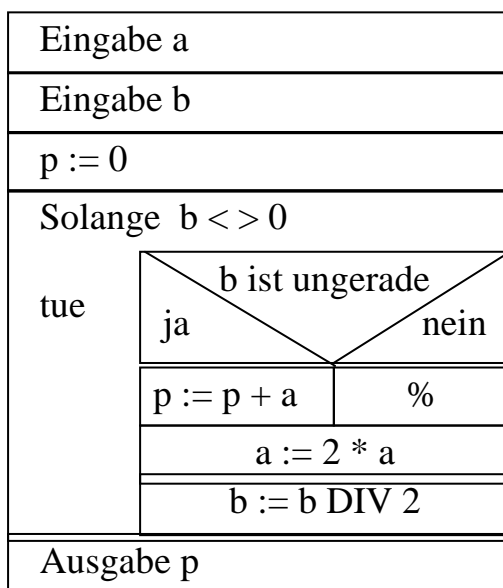 Eingabe a
Eingabe b
p := 0
Solange b < > 0
tue
b ist ungerade
ja nein
p := p + a %
a := 2 * a
b := b DIV 2
Ausgabe p